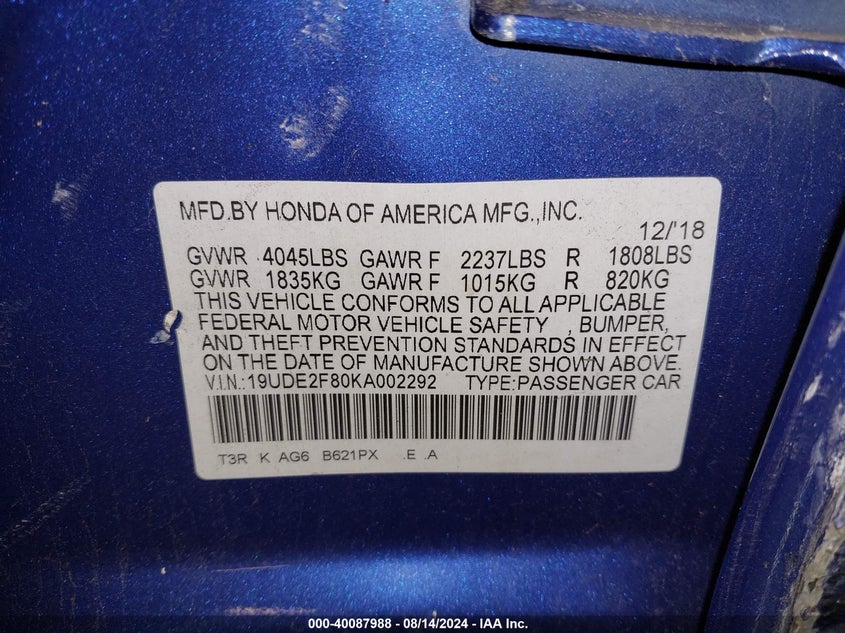 MFD.BY HONDA OF AMERICA MFG.,INC.
12/'18
GVWR 4045LBS GAWR F 2237LBS R 1808LBS
GVWR 1835KG GAWR F 1015KG R 820KG
THIS VEHICLE CONFORMS TO ALL APPLICABLE
FEDERAL MOTOR VEHICLE SAFETY , BUMPER,
AND THEFT PREVENTION STANDARDS IN EFFECT
ON THE DATE OF MANUFACTURE SHOWN ABOVE.
V.I.N.:19UDE2F80KA002292 TYPE:PASSENGER CAR
T3R K AG6 B621PX .E .A
000-40087988 - 08/14/2024 - IAA Inc.